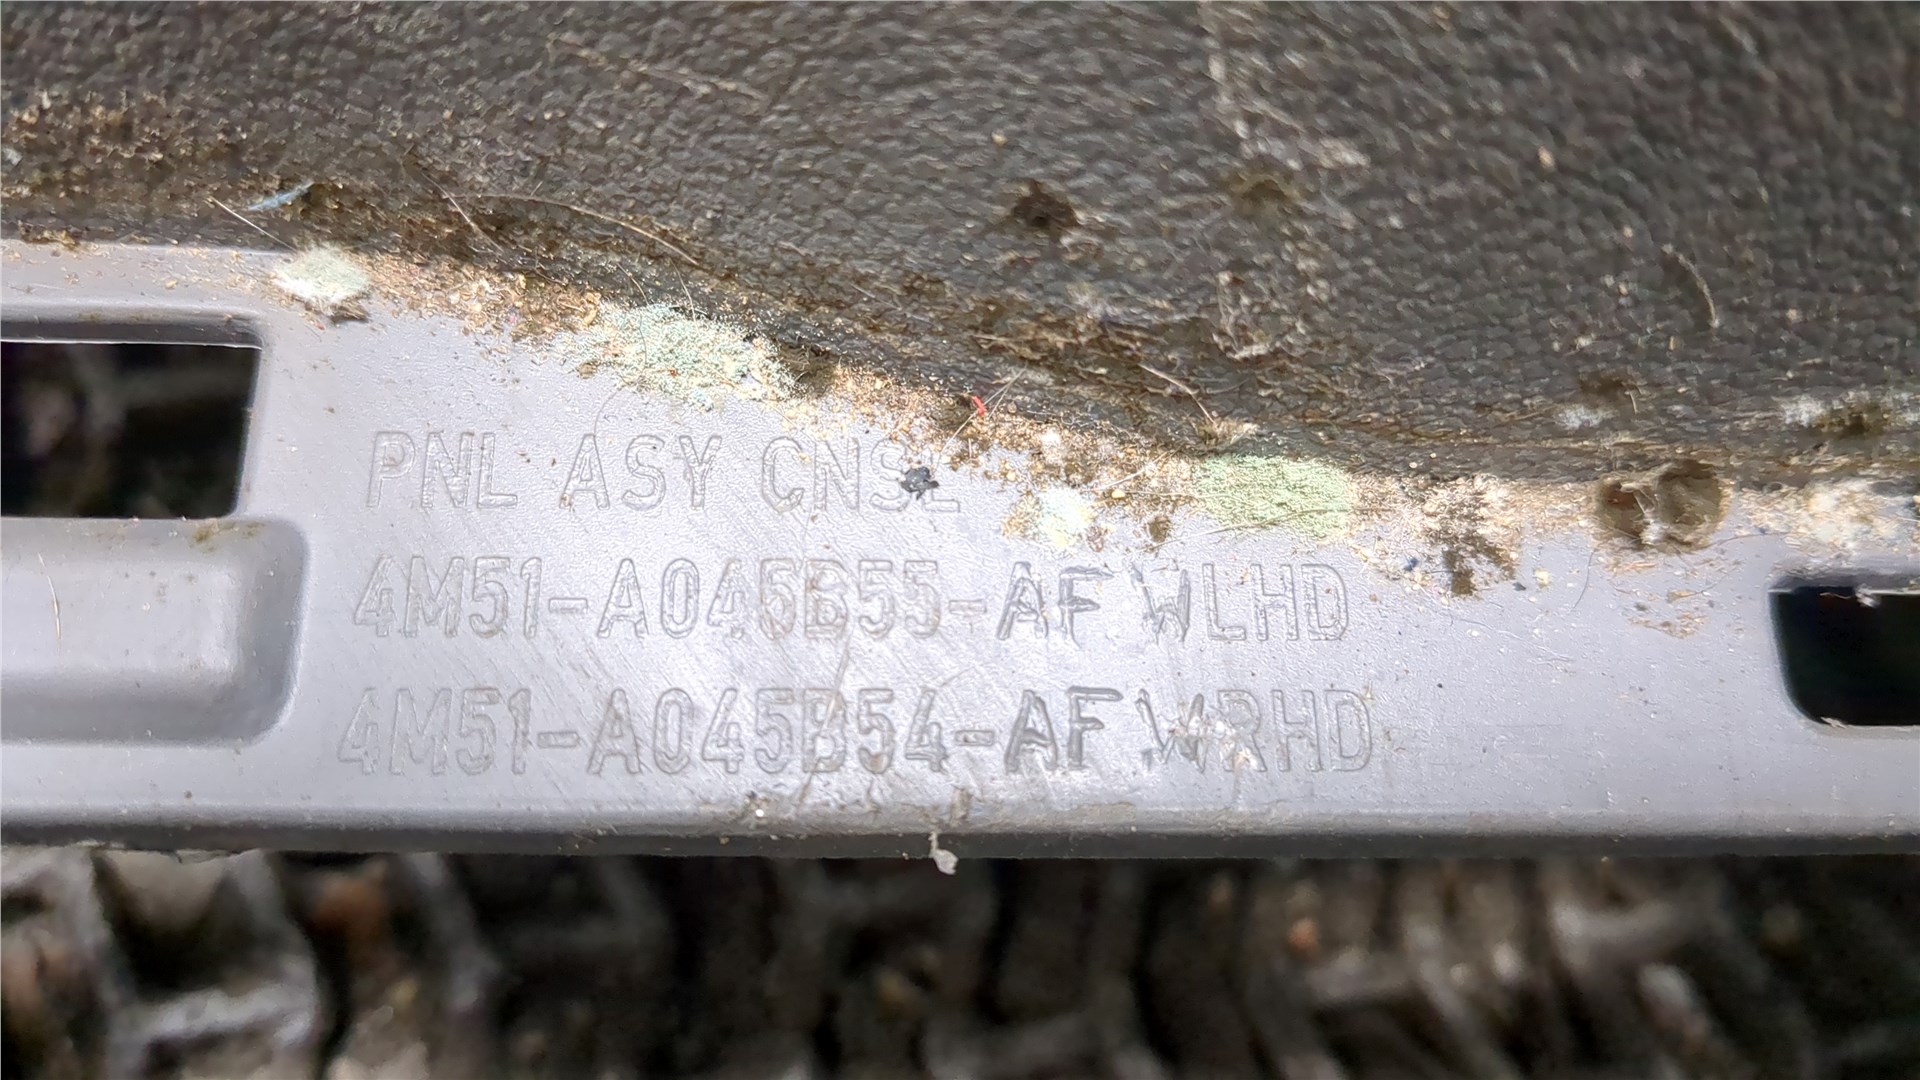 PNL ASY CNSL
4M51-A045B55-AF WLHD
4M51-A045B54-AF WRHD